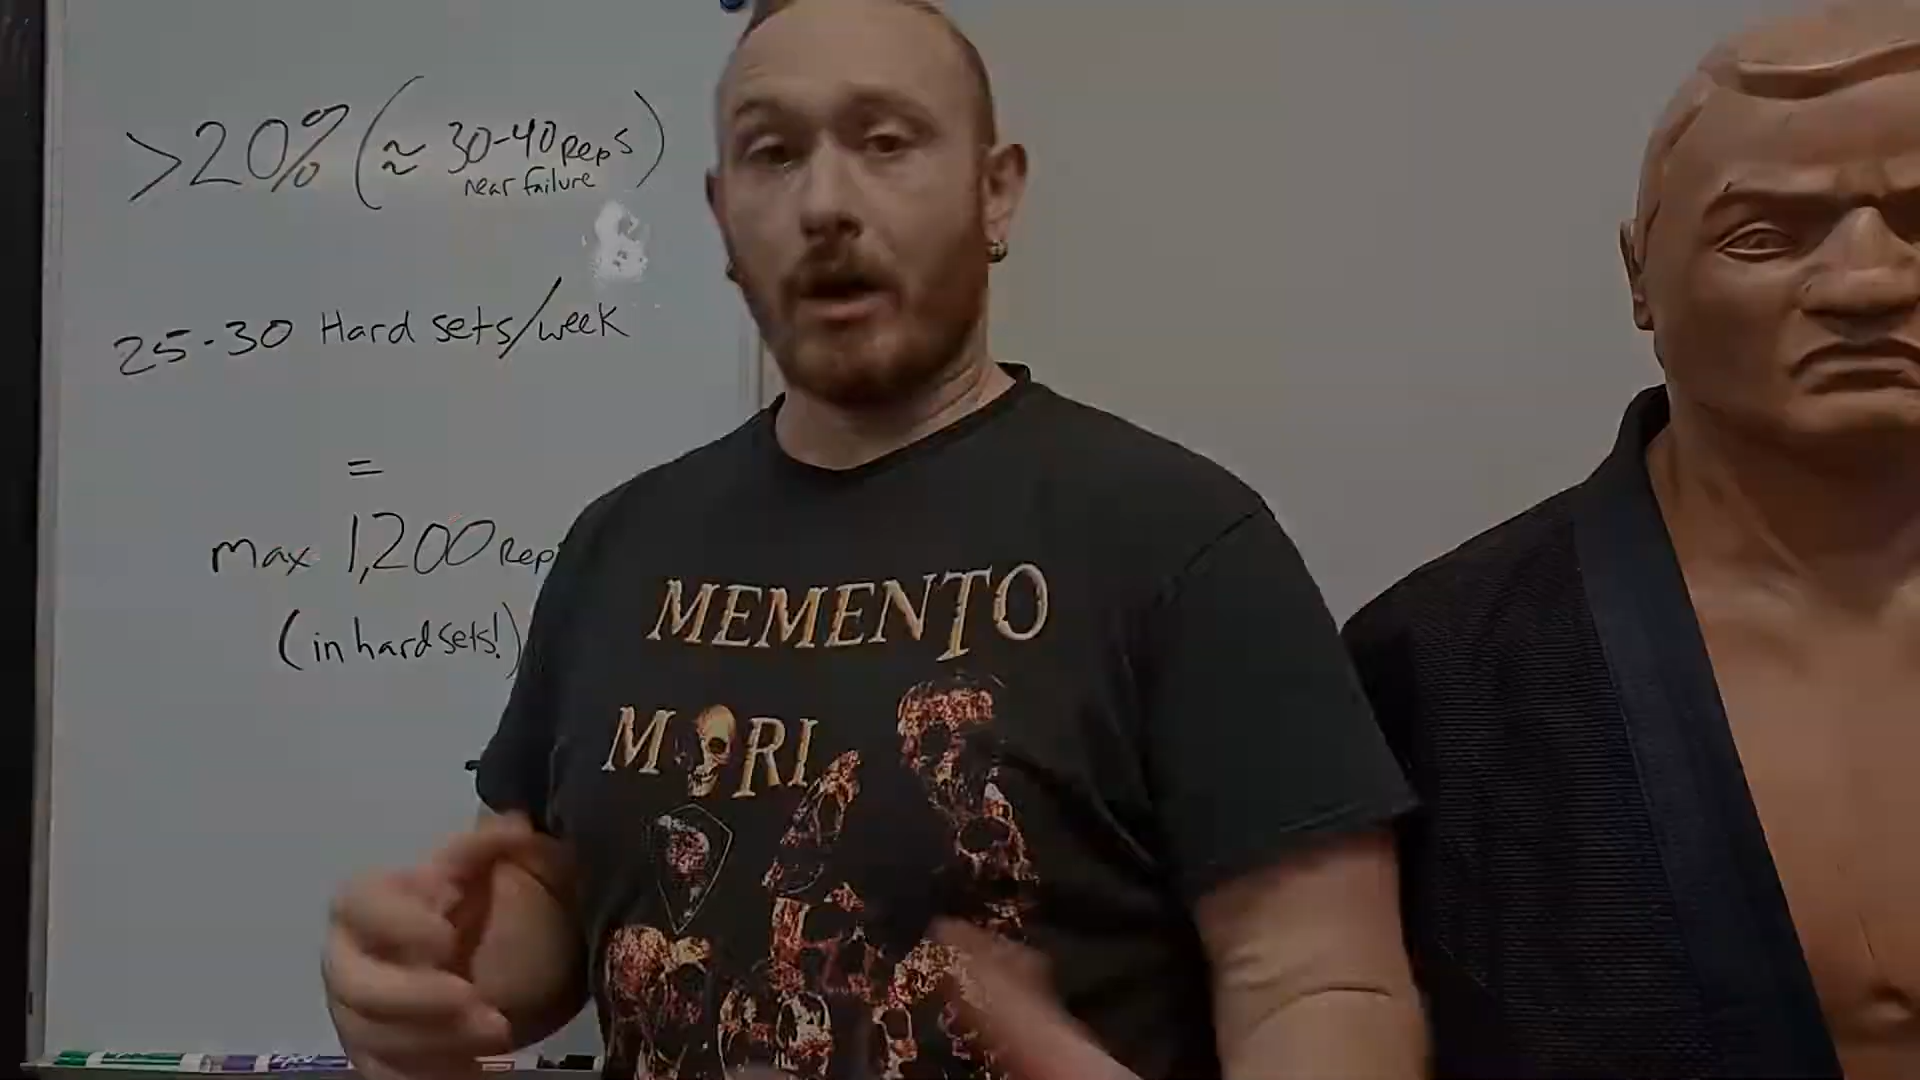 >20% (≈ 30-40 Reps
near failure)
25-30 Hard sets/week
=
max 1,200 Rep
(in hard sets!)
MEMENTO
MORI